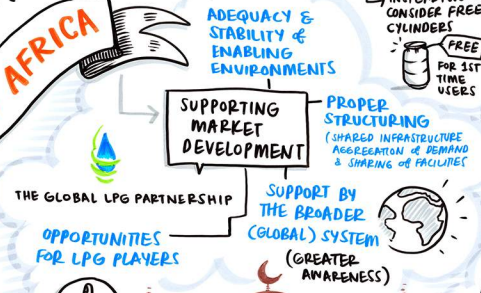 AFRICA
ADEQUACY &
STABILITY of
ENABLING
ENVIRONMENTS
CONSIDER FREE
CYLINDERS
FREE
FOR 1ST
TIME
USERS
SUPPORTING
MARKET
DEVELOPMENT
PROPER
STRUCTURING
(SHARED INFRASTRUCTURE
AGGREGATION of DEMAND
& SHARING of FACILITIES
THE GLOBAL LPG PARTNERSHIP
SUPPORT BY
THE BROADER
(GLOBAL) SYSTEM
(GREATER
AWARENESS)
OPPORTUNITIES
FOR LPG PLAYERS